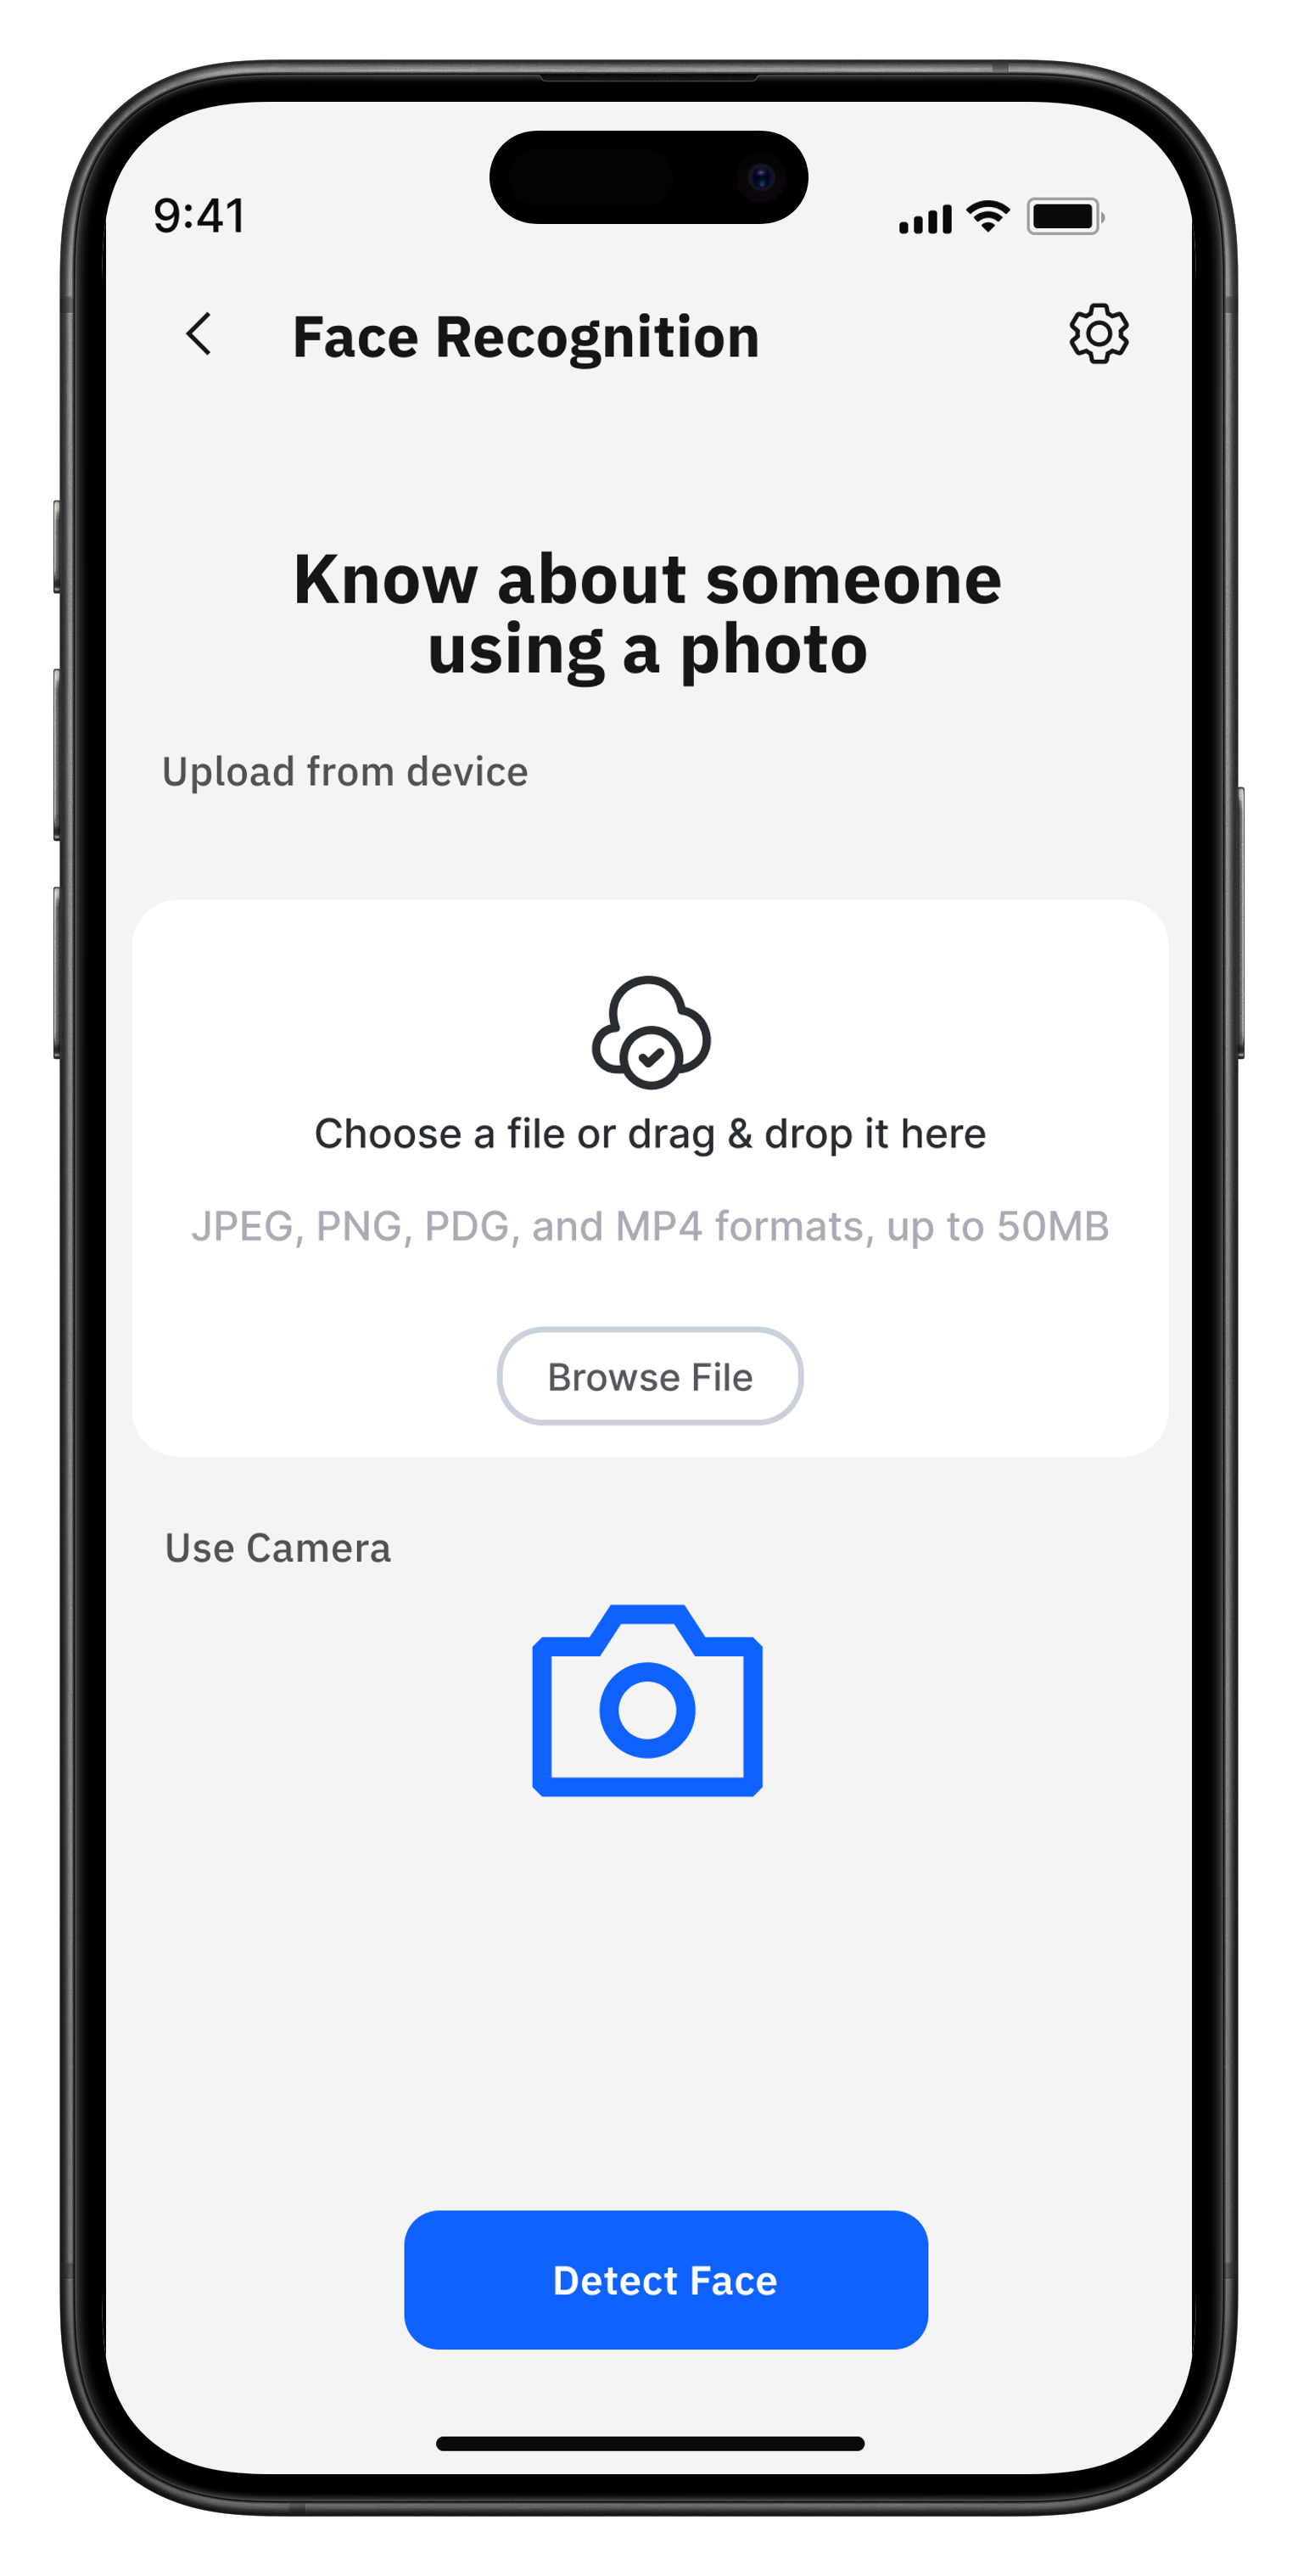 9:41
Face Recognition
Know about someone
using a photo
Upload from device
Choose a file or drag & drop it here
JPEG, PNG, PDG, and MP4 formats, up to 50MB
Browse File
Use Camera
Detect Face